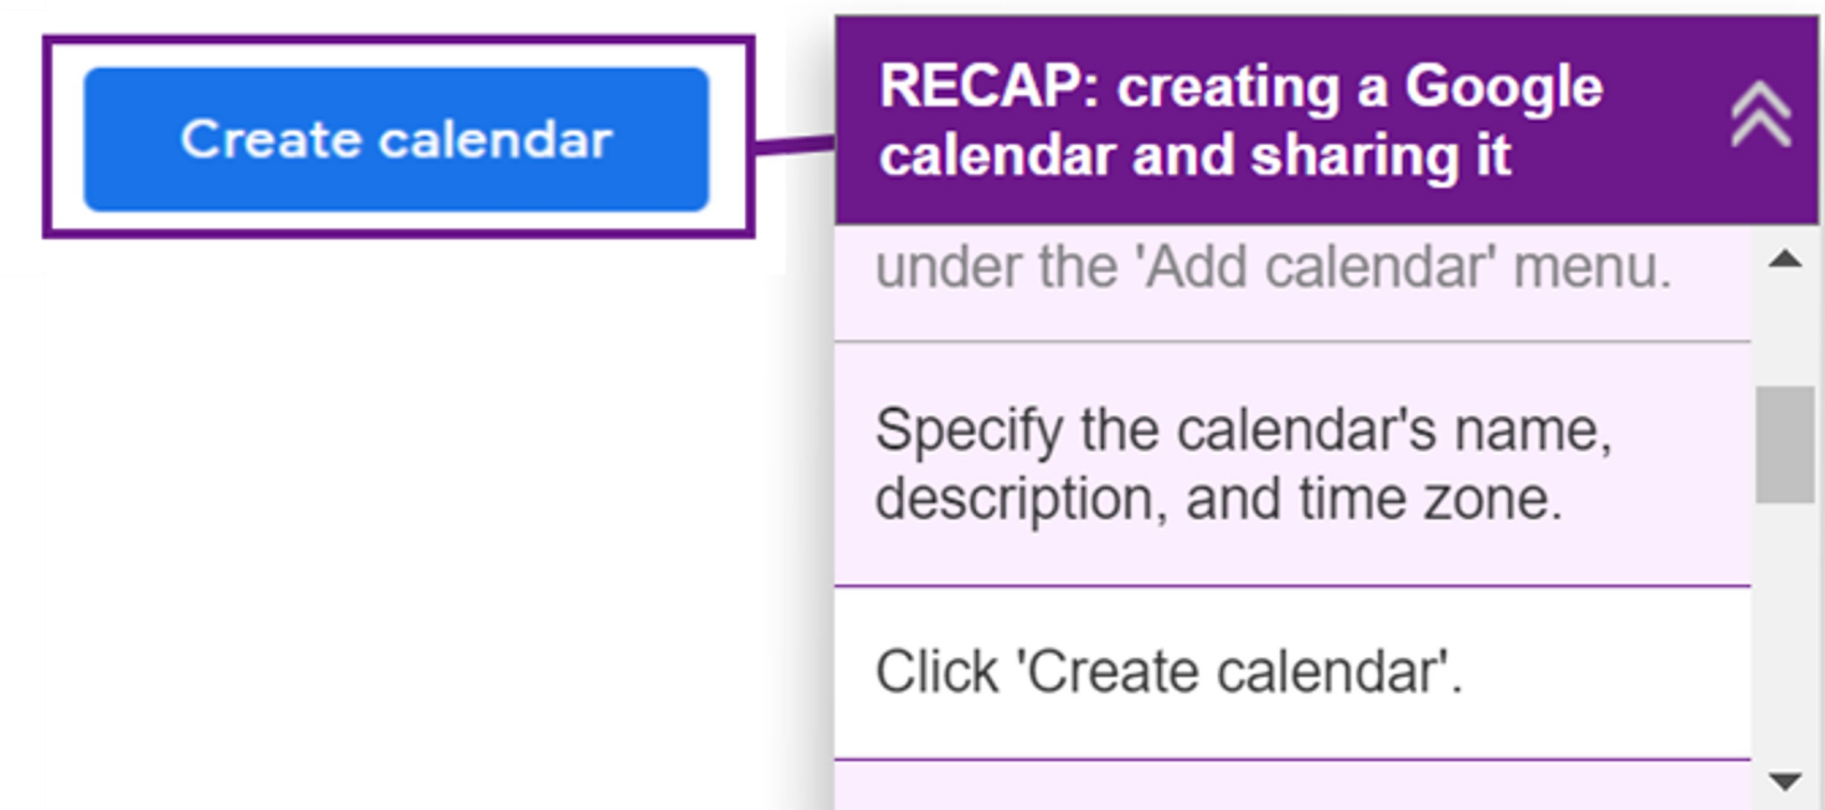 Create calendar
RECAP: creating a Google
calendar and sharing it
under the 'Add calendar' menu.
Specify the calendar's name,
description, and time zone.
Click 'Create calendar'.